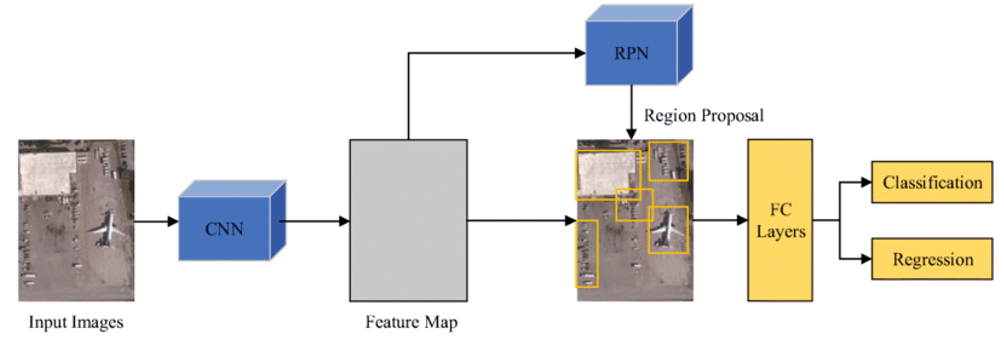 RPN
Region Proposal
CNN
FC
Layers
Classification
Regression
Input Images
Feature Map